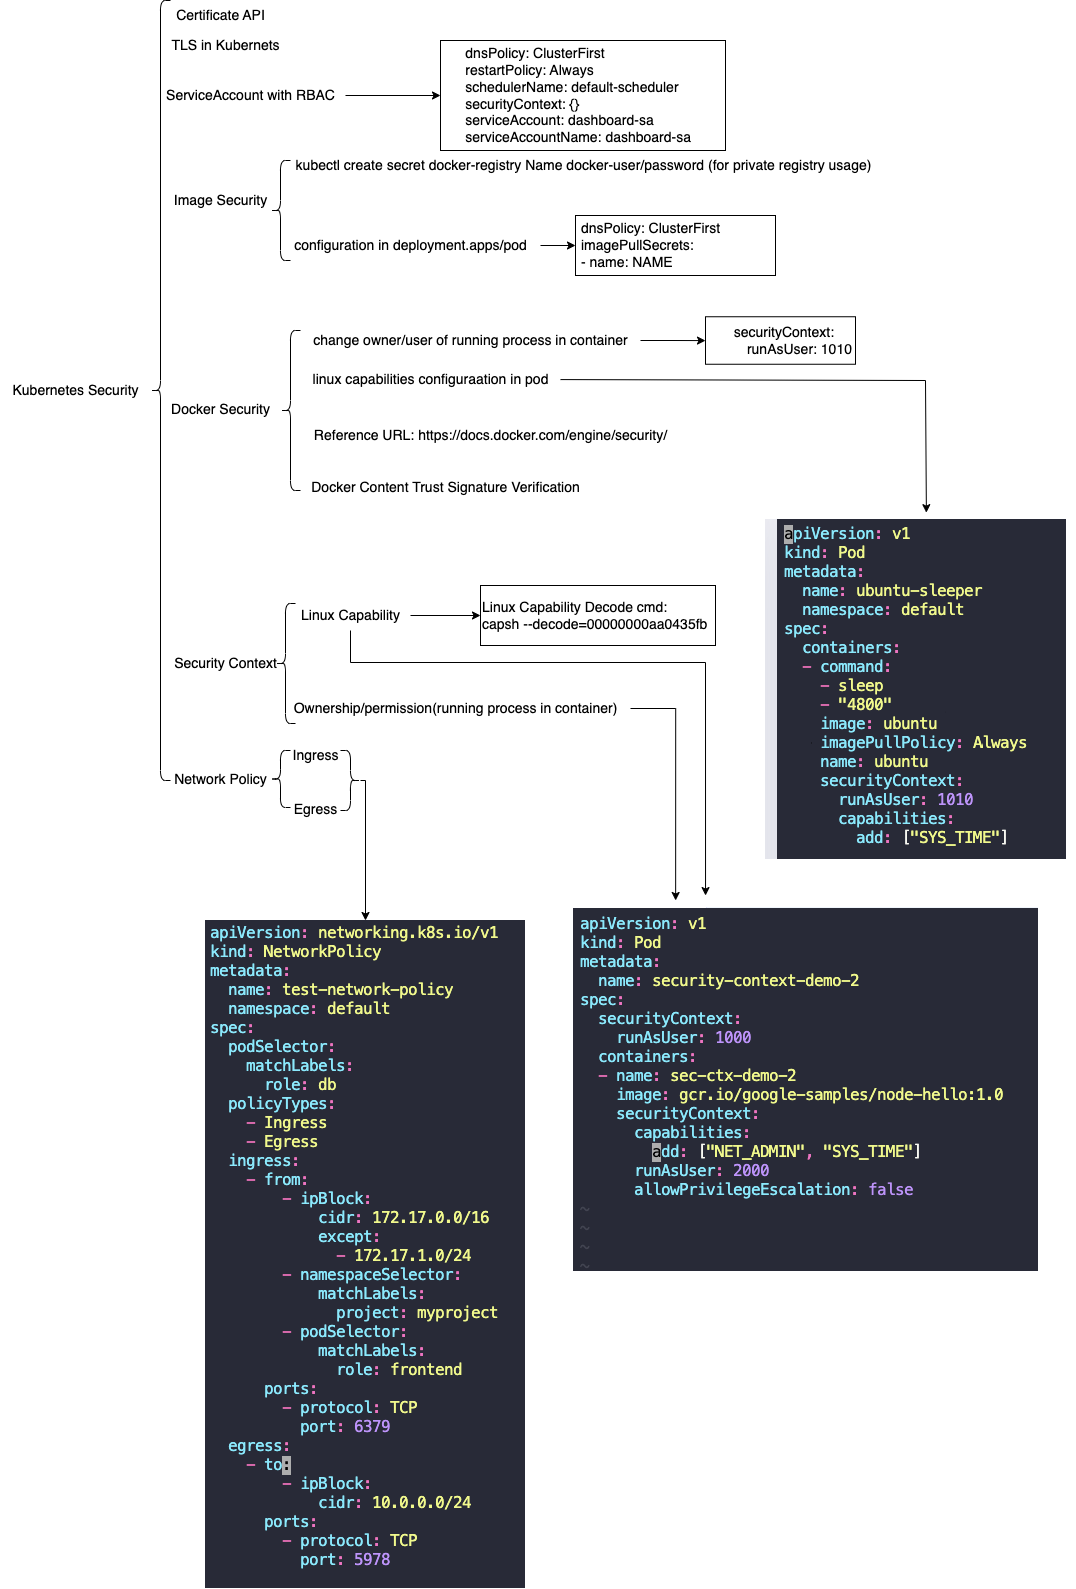 Certificate API
TLS in Kubernets
ServiceAccount with RBAC
dnsPolicy: ClusterFirst
restartPolicy: Always
schedulerName: default-scheduler
securityContext: {}
serviceAccount: dashboard-sa
serviceAccountName: dashboard-sa
kubectl create secret docker-registry Name docker-user/password (for private registry usage)
Image Security
configuration in deployment.apps/pod
dnsPolicy: ClusterFirst
imagePullSecrets:
- name: NAME
Kubernetes Security
Docker Security
change owner/user of running process in container
securityContext:
runAsUser: 1010
linux capabilities configuraation in pod
Reference URL: https://docs.docker.com/engine/security/
Docker Content Trust Signature Verification
apiVersion: v1
kind: Pod
metadata:
  name: ubuntu-sleeper
  namespace: default
spec:
  containers:
  - command:
    - sleep
    - "4800"
    image: ubuntu
    imagePullPolicy: Always
    name: ubuntu
    securityContext:
      runAsUser: 1010
      capabilities:
        add: ["SYS_TIME"]
Security Context
Linux Capability
Linux Capability Decode cmd:
capsh --decode=00000000aa0435fb
Ownership/permission(running process in container)
Network Policy
Ingress
Egress
apiVersion: networking.k8s.io/v1
kind: NetworkPolicy
metadata:
  name: test-network-policy
  namespace: default
spec:
  podSelector:
    matchLabels:
      role: db
  policyTypes:
    - Ingress
    - Egress
  ingress:
    - from:
        - ipBlock:
            cidr: 172.17.0.0/16
            except:
              - 172.17.1.0/24
        - namespaceSelector:
            matchLabels:
              project: myproject
        - podSelector:
            matchLabels:
              role: frontend
      ports:
        - protocol: TCP
          port: 6379
  egress:
    - to:
        - ipBlock:
            cidr: 10.0.0.0/24
      ports:
        - protocol: TCP
          port: 5978
apiVersion: v1
kind: Pod
metadata:
  name: security-context-demo-2
spec:
  securityContext:
    runAsUser: 1000
  containers:
  - name: sec-ctx-demo-2
    image: gcr.io/google-samples/node-hello:1.0
    securityContext:
      capabilities:
        add: ["NET_ADMIN", "SYS_TIME"]
      runAsUser: 2000
      allowPrivilegeEscalation: false
~
~
~
~